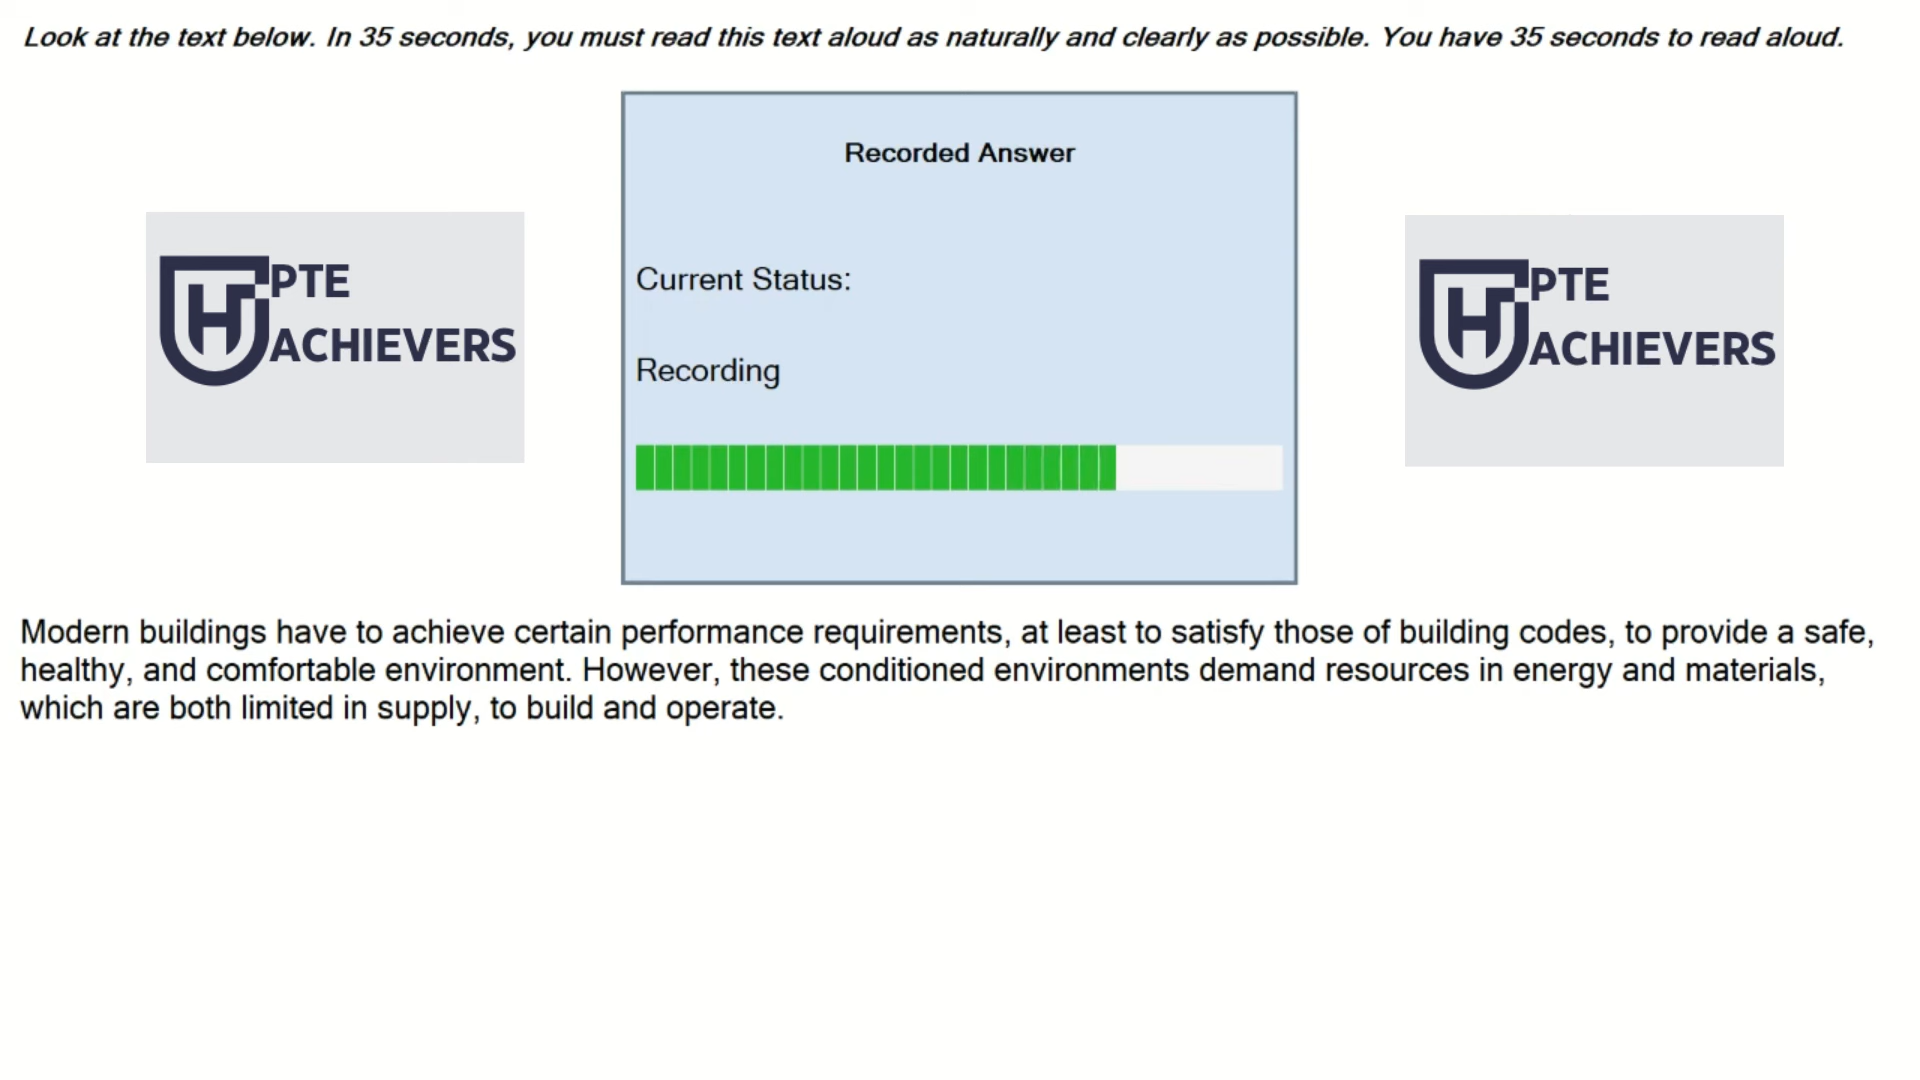 Look at the text below. In 35 seconds, you must read this text aloud as naturally and clearly as possible. You have 35 seconds to read aloud.
Recorded Answer
Current Status:
Recording
PTE
ACHIEVERS
PTE
ACHIEVERS
Modern buildings have to achieve certain performance requirements, at least to satisfy those of building codes, to provide a safe,
healthy, and comfortable environment. However, these conditioned environments demand resources in energy and materials,
which are both limited in supply, to build and operate.